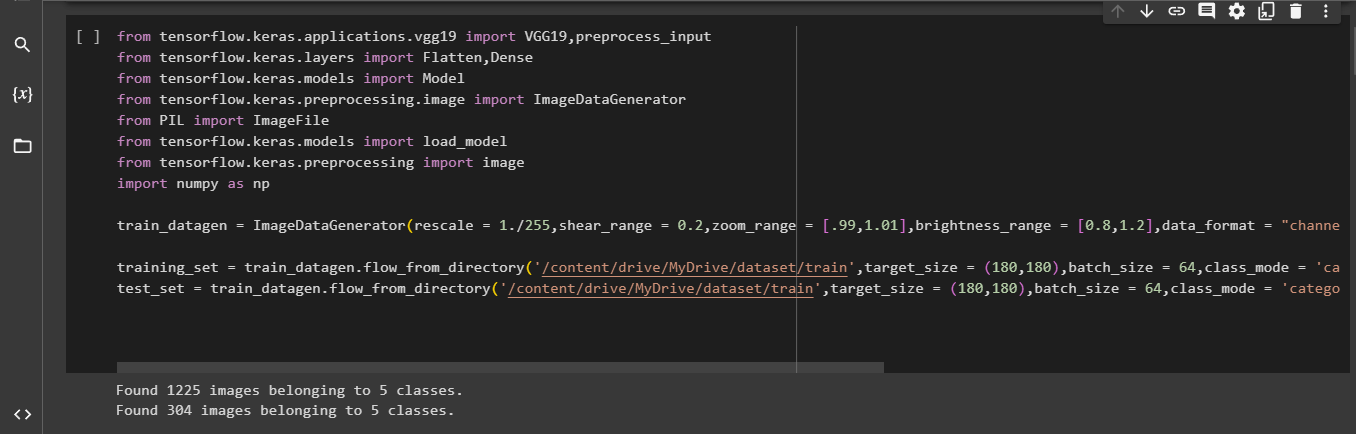 [ ] from tensorflow.keras.applications.vgg19 import VGG19,preprocess_input
from tensorflow.keras.layers import Flatten,Dense
from tensorflow.keras.models import Model
from tensorflow.keras.preprocessing.image import ImageDataGenerator
from PIL import ImageFile
from tensorflow.keras.models import load_model
from tensorflow.keras.preprocessing import image
import numpy as np
train_datagen = ImageDataGenerator(rescale = 1./255,shear_range = 0.2,zoom_range = [.99,1.01],brightness_range = [0.8,1.2],data_format = "channe
training_set = train_datagen.flow_from_directory('/content/drive/MyDrive/dataset/train',target_size = (180,180),batch_size = 64,class_mode = 'ca
test_set = train_datagen.flow_from_directory('/content/drive/MyDrive/dataset/train',target_size = (180,180),batch_size = 64,class_mode = 'catego
Found 1225 images belonging to 5 classes.
Found 304 images belonging to 5 classes.
{x}
<>